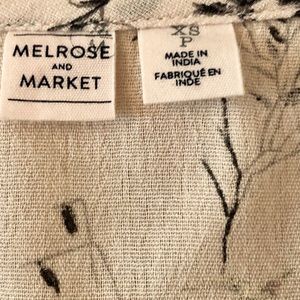 MELROSE
AND
MARKET
XS
P
MADE IN
INDIA
FABRIQUÉ EN
INDE